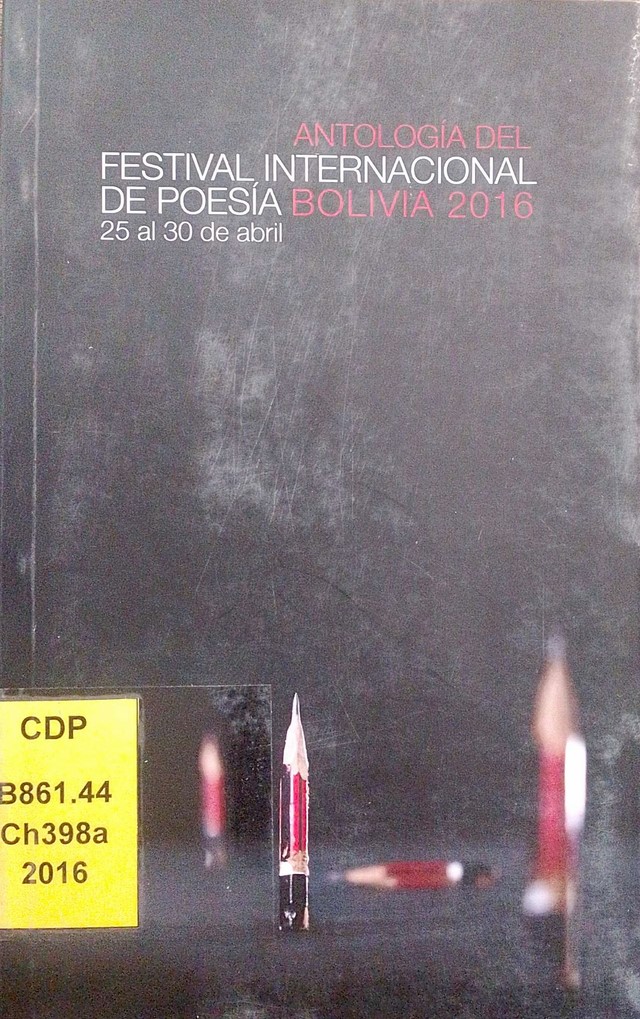 ANTOLOGÍA DEL
FESTIVAL INTERNACIONAL
DE POESÍA BOLIVIA 2016
25 al 30 de abril
CDP
B861.44
Ch398a
2016